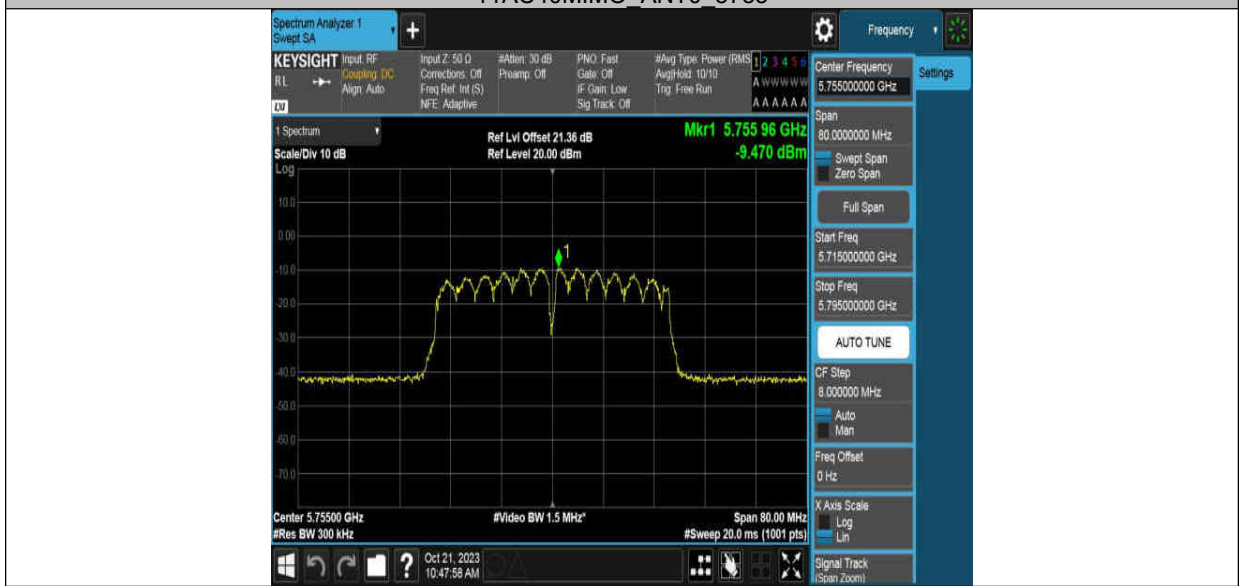 Spectrum Analyzer 1
Swept SA
+
Frequency
KEYSIGHT
RL
Input: RF
Coupling: DC
Align: Auto
Input Z: 50 Ω
Corrections: Off
Freq Ref: Int (S)
NFE: Adaptive
#Atten: 30 dB
Preamp: Off
PNO: Fast
Gate: Off
IF Gain: Low
Sig Track: Off
#Avg Type: Power (RMS
Avg|Hold: 10/10
Trig: Free Run
1 2 3 4 5 6
A W W W W W
A A A A A A
Center Frequency
5.755000000 GHz
Settings
Span
80.0000000 MHz
Swept Span
Zero Span
Full Span
Start Freq
5.715000000 GHz
Stop Freq
5.795000000 GHz
AUTO TUNE
CF Step
8.000000 MHz
Auto
Man
Freq Offset
0 Hz
X Axis Scale
Log
Lin
Signal Track
(Span Zoom)
1 Spectrum
Scale/Div 10 dB
Log
Ref Lvl Offset 21.36 dB
Ref Level 20.00 dBm
Mkr1 5.755 96 GHz
-9.470 dBm
10.0
0.00
-10.0
-20.0
-30.0
-40.0
-50.0
-60.0
-70.0
1
Center 5.75500 GHz
#Res BW 300 kHz
#Video BW 1.5 MHz*
Span 80.00 MHz
#Sweep 20.0 ms (1001 pts)
?
Oct 21, 2023
10:47:58 AM